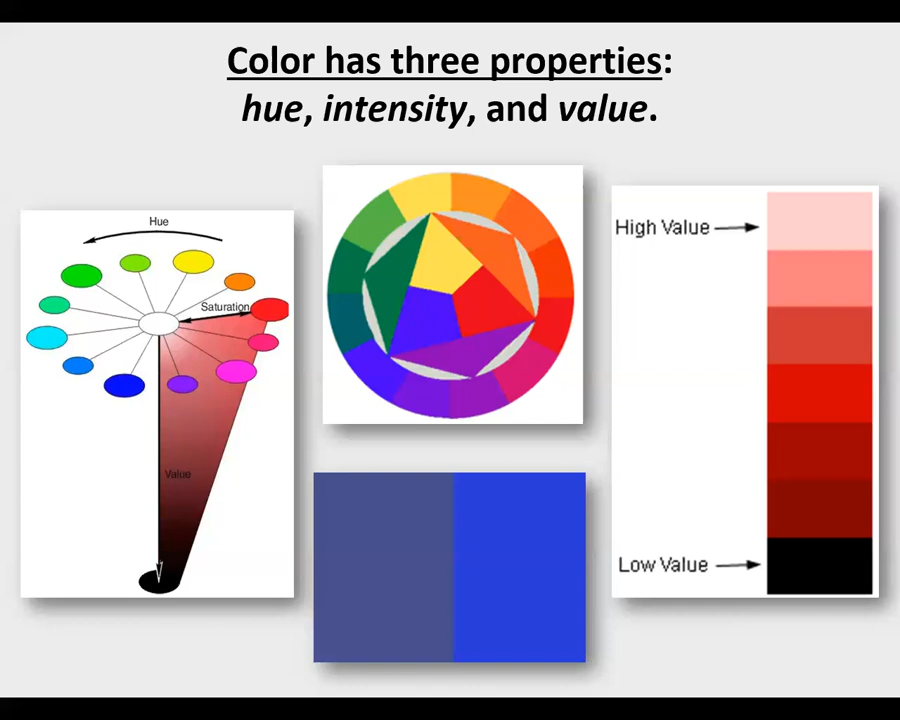 Color has three properties:
hue, intensity, and value.
Hue
Saturation
Value
High Value
Low Value